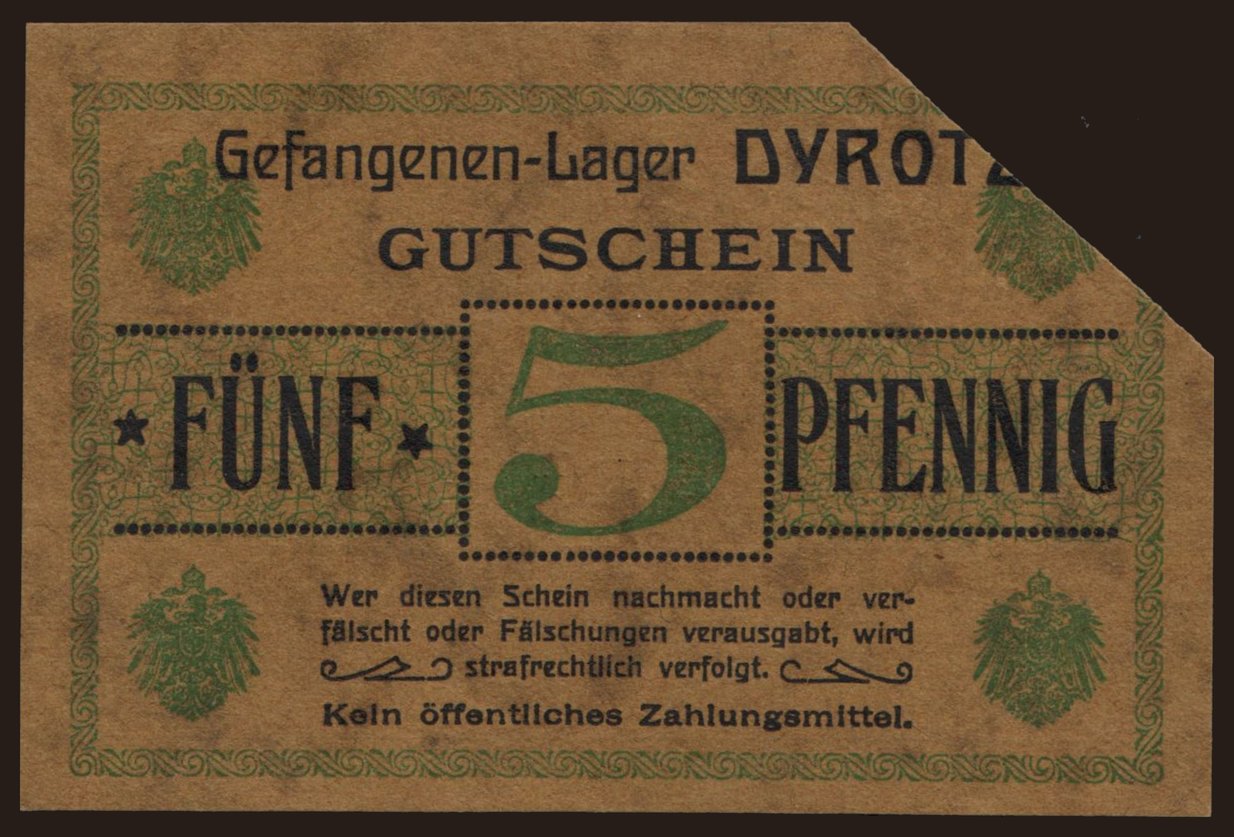 Gefangenen-Lager DYROTZ
GUTSCHEIN
FÜNF 5 PFENNIG
Wer diesen Schein nachmacht oder ver-
fälscht oder Fälschungen verausgabt, wird
strafrechtlich verfolgt.
Kein öffentliches Zahlungsmittel.